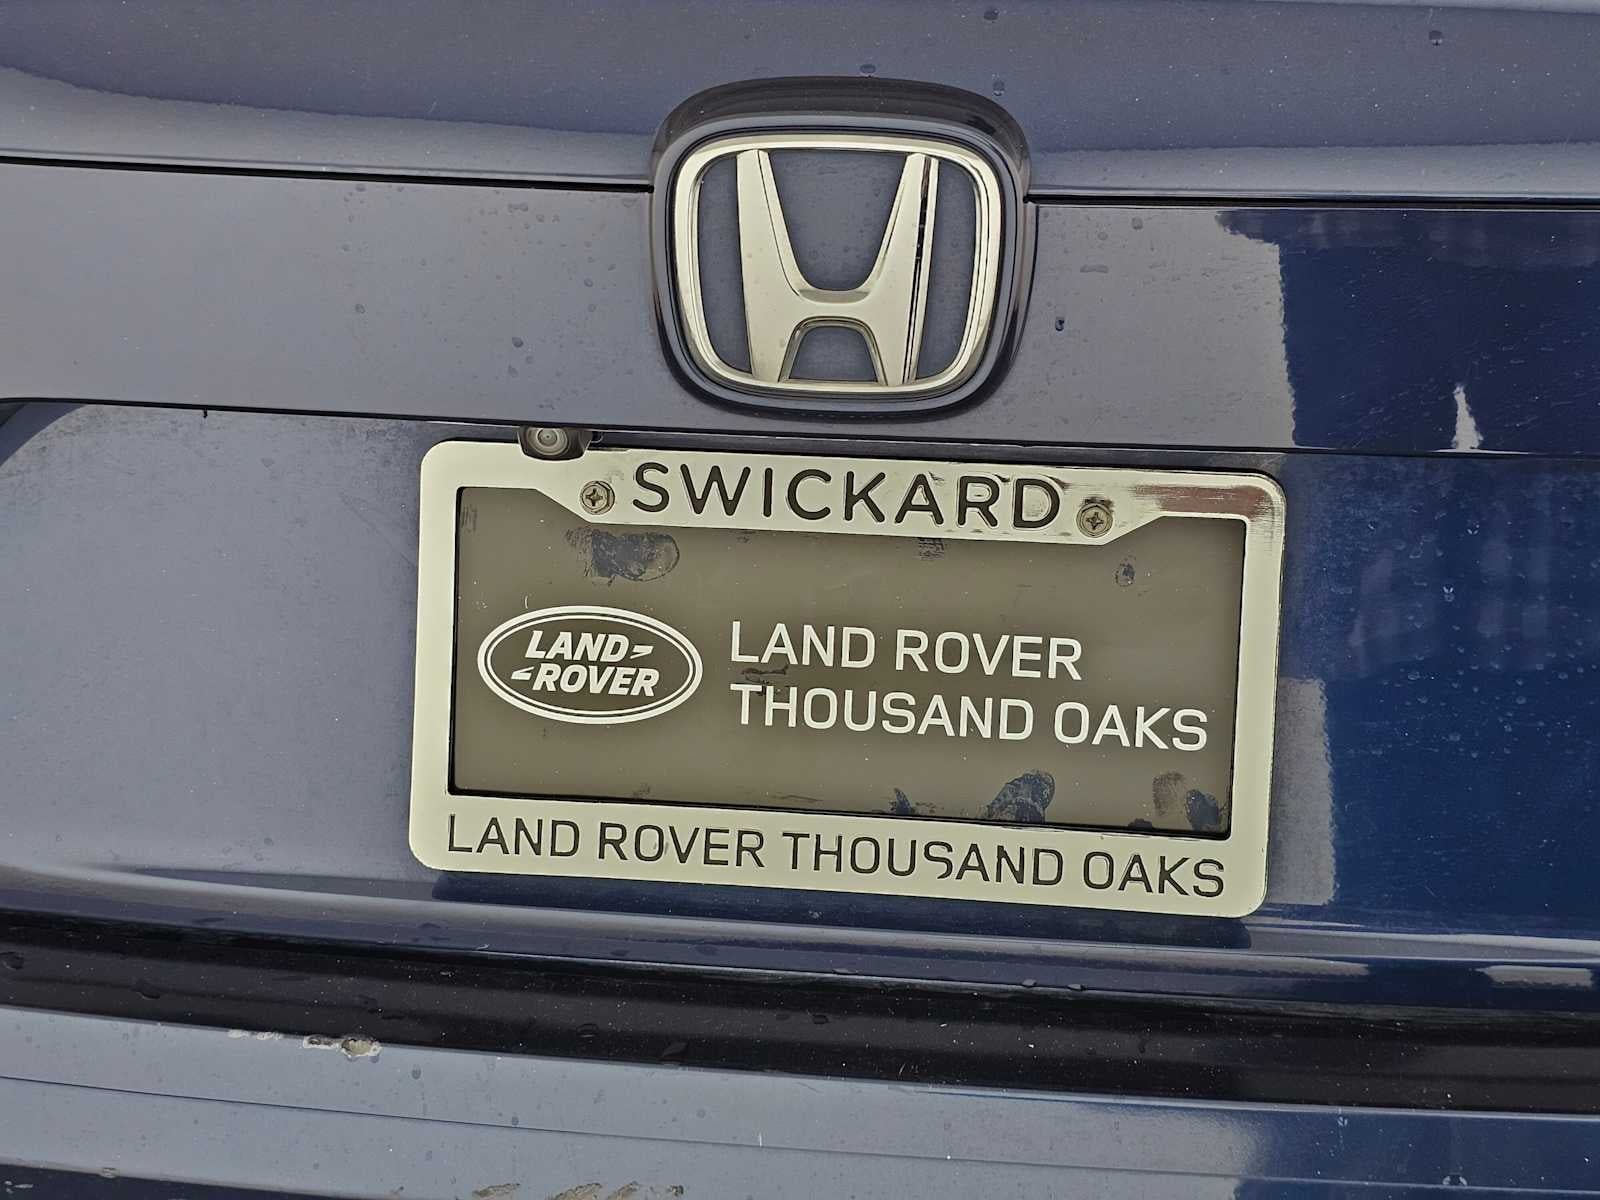 SWICKARD
LAND
ROVER
LAND ROVER
THOUSAND OAKS
LAND ROVER THOUSAND OAKS